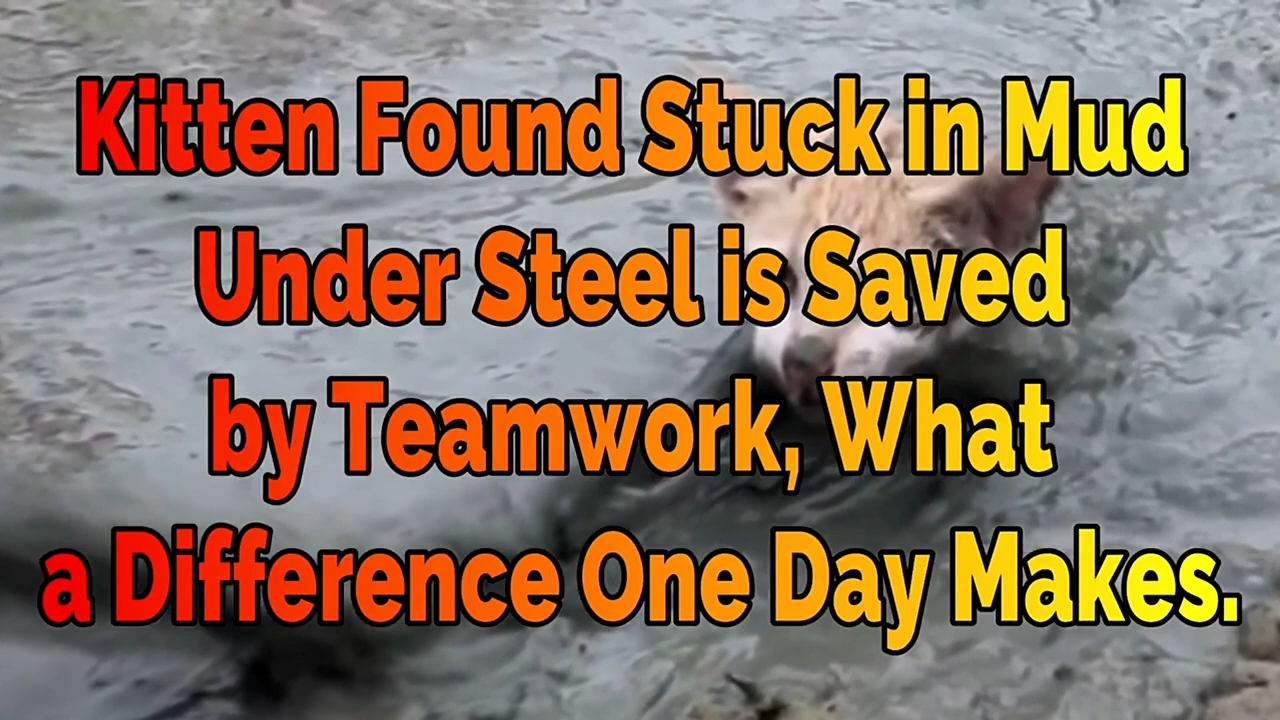 Kitten Found Stuck in Mud
Under Steel is Saved
by Teamwork, What
a Difference One Day Makes.